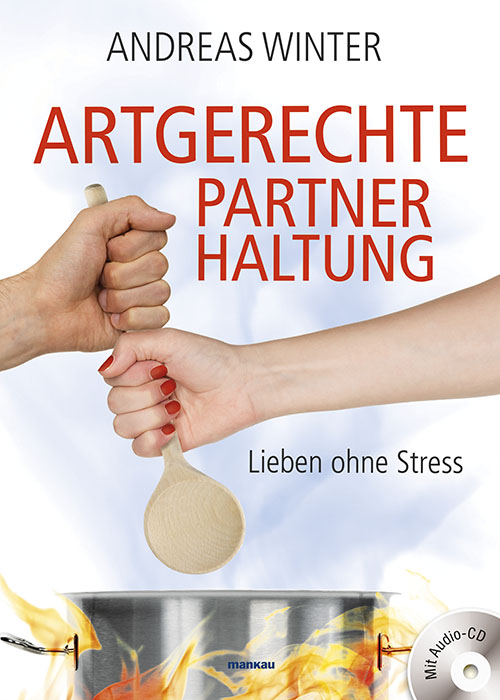 ANDREAS WINTER
ARTGERECHTE
PARTNER
HALTUNG
Lieben ohne Stress
mankau
Mit Audio-CD